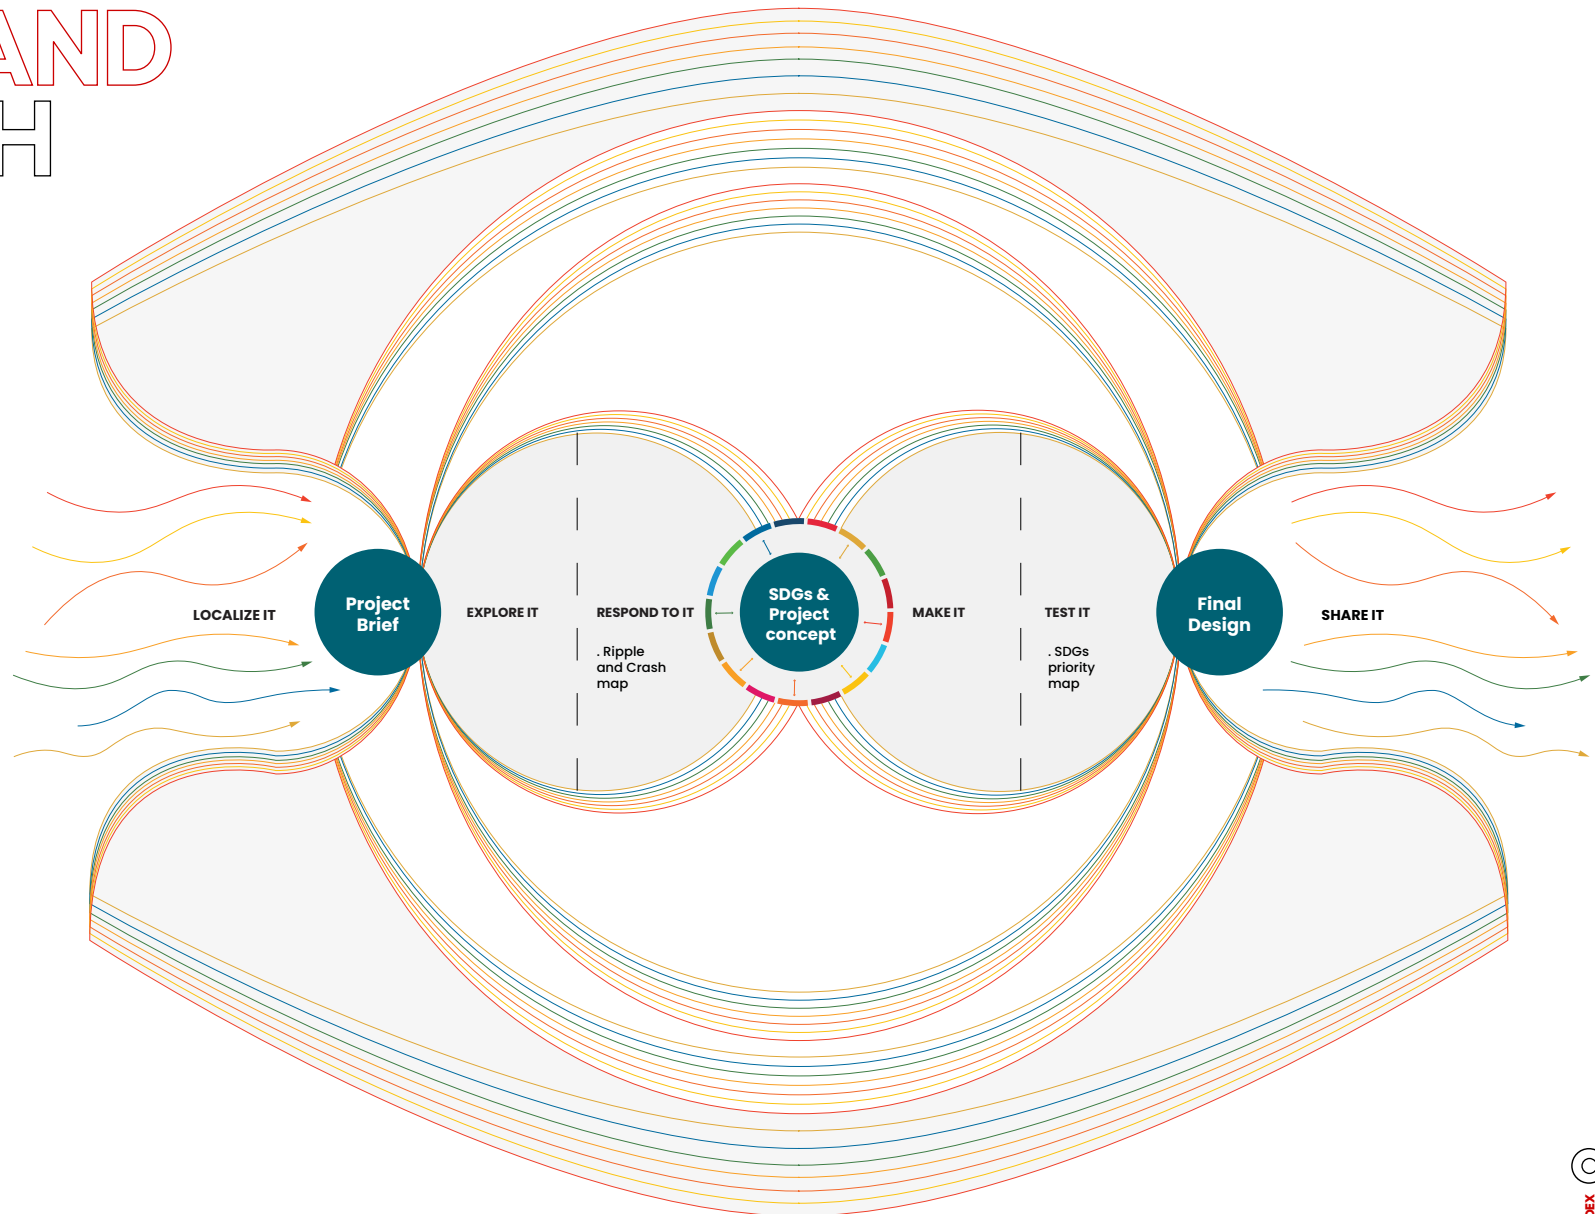 AND
H
LOCALIZE IT
Project
Brief
EXPLORE IT
RESPOND TO IT
. Ripple
and Crash
map
SDGs &
Project
concept
MAKE IT
TEST IT
. SDGs
priority
map
Final
Design
SHARE IT
DEX